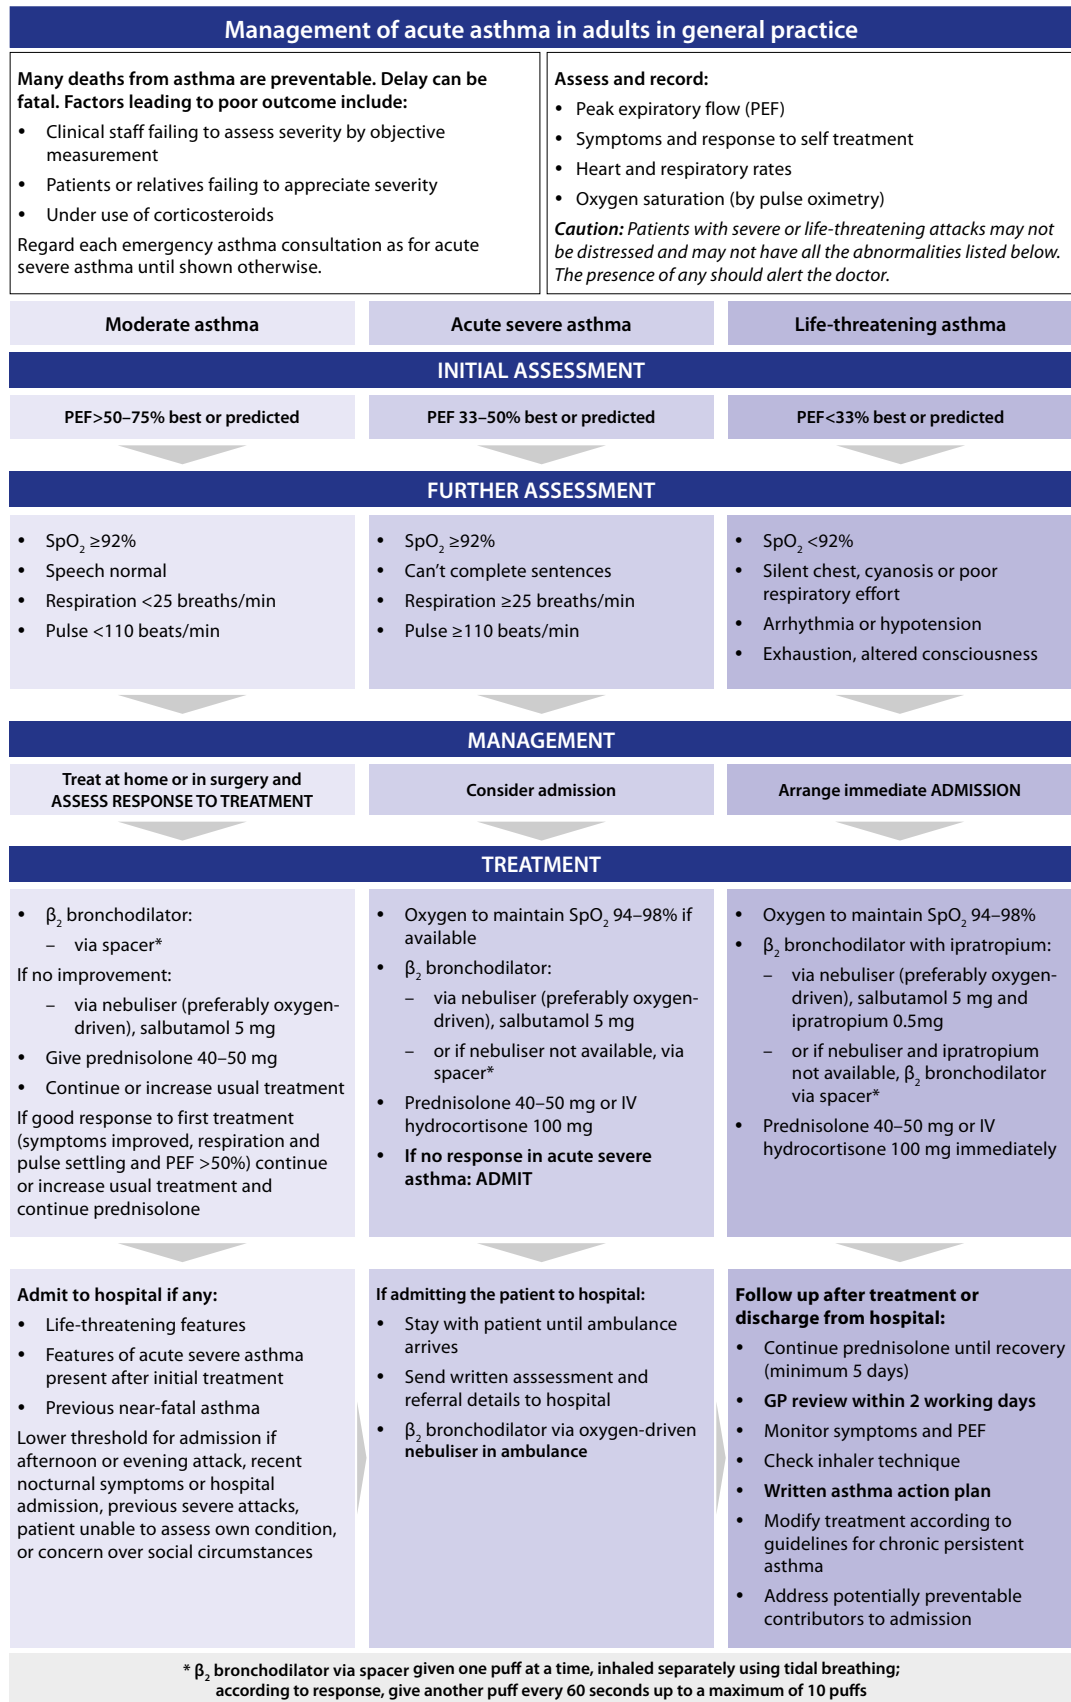 Management of acute asthma in adults in general practice
Many deaths from asthma are preventable. Delay can be
fatal. Factors leading to poor outcome include:
• Clinical staff failing to assess severity by objective
measurement
• Patients or relatives failing to appreciate severity
• Under use of corticosteroids
Regard each emergency asthma consultation as for acute
severe asthma until shown otherwise.
Assess and record:
• Peak expiratory flow (PEF)
• Symptoms and response to self treatment
• Heart and respiratory rates
• Oxygen saturation (by pulse oximetry)
Caution: Patients with severe or life-threatening attacks may not
be distressed and may not have all the abnormalities listed below.
The presence of any should alert the doctor.
Moderate asthma
Acute severe asthma
Life-threatening asthma
INITIAL ASSESSMENT
PEF>50–75% best or predicted
PEF 33–50% best or predicted
PEF<33% best or predicted
FURTHER ASSESSMENT
• SpO₂ ≥92%
• Speech normal
• Respiration <25 breaths/min
• Pulse <110 beats/min
• SpO₂ ≥92%
• Can't complete sentences
• Respiration ≥25 breaths/min
• Pulse ≥110 beats/min
• SpO₂ <92%
• Silent chest, cyanosis or poor
respiratory effort
• Arrhythmia or hypotension
• Exhaustion, altered consciousness
MANAGEMENT
Treat at home or in surgery and
ASSESS RESPONSE TO TREATMENT
Consider admission
Arrange immediate ADMISSION
TREATMENT
• β₂ bronchodilator:
– via spacer*
If no improvement:
– via nebuliser (preferably oxygen-
driven), salbutamol 5 mg
• Give prednisolone 40–50 mg
• Continue or increase usual treatment
If good response to first treatment
(symptoms improved, respiration and
pulse settling and PEF >50%) continue
or increase usual treatment and
continue prednisolone
• Oxygen to maintain SpO₂ 94–98% if
available
• β₂ bronchodilator:
– via nebuliser (preferably oxygen-
driven), salbutamol 5 mg
– or if nebuliser not available, via
spacer*
• Prednisolone 40–50 mg or IV
hydrocortisone 100 mg
• If no response in acute severe
asthma: ADMIT
• Oxygen to maintain SpO₂ 94–98%
• β₂ bronchodilator with ipratropium:
– via nebuliser (preferably oxygen-
driven), salbutamol 5 mg and
ipratropium 0.5mg
– or if nebuliser and ipratropium
not available, β₂ bronchodilator
via spacer*
• Prednisolone 40–50 mg or IV
hydrocortisone 100 mg immediately
Admit to hospital if any:
• Life-threatening features
• Features of acute severe asthma
present after initial treatment
• Previous near-fatal asthma
Lower threshold for admission if
afternoon or evening attack, recent
nocturnal symptoms or hospital
admission, previous severe attacks,
patient unable to assess own condition,
or concern over social circumstances
If admitting the patient to hospital:
• Stay with patient until ambulance
arrives
• Send written asssessment and
referral details to hospital
• β₂ bronchodilator via oxygen-driven
nebuliser in ambulance
Follow up after treatment or
discharge from hospital:
• Continue prednisolone until recovery
(minimum 5 days)
• GP review within 2 working days
• Monitor symptoms and PEF
• Check inhaler technique
• Written asthma action plan
• Modify treatment according to
guidelines for chronic persistent
asthma
• Address potentially preventable
contributors to admission
* β₂ bronchodilator via spacer given one puff at a time, inhaled separately using tidal breathing;
according to response, give another puff every 60 seconds up to a maximum of 10 puffs